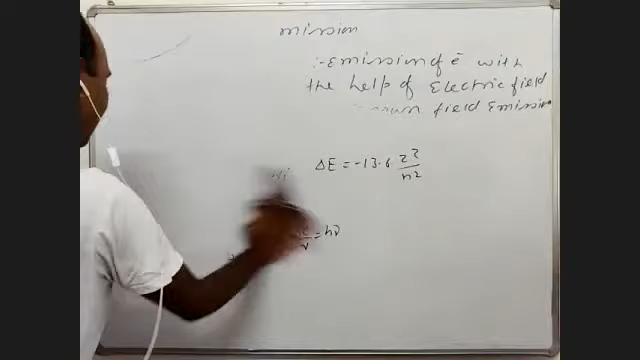 mission
:- Emission of e̅ with
the help of Electric field
field Emission
ΔE = -13.6 z2/n2
= hν